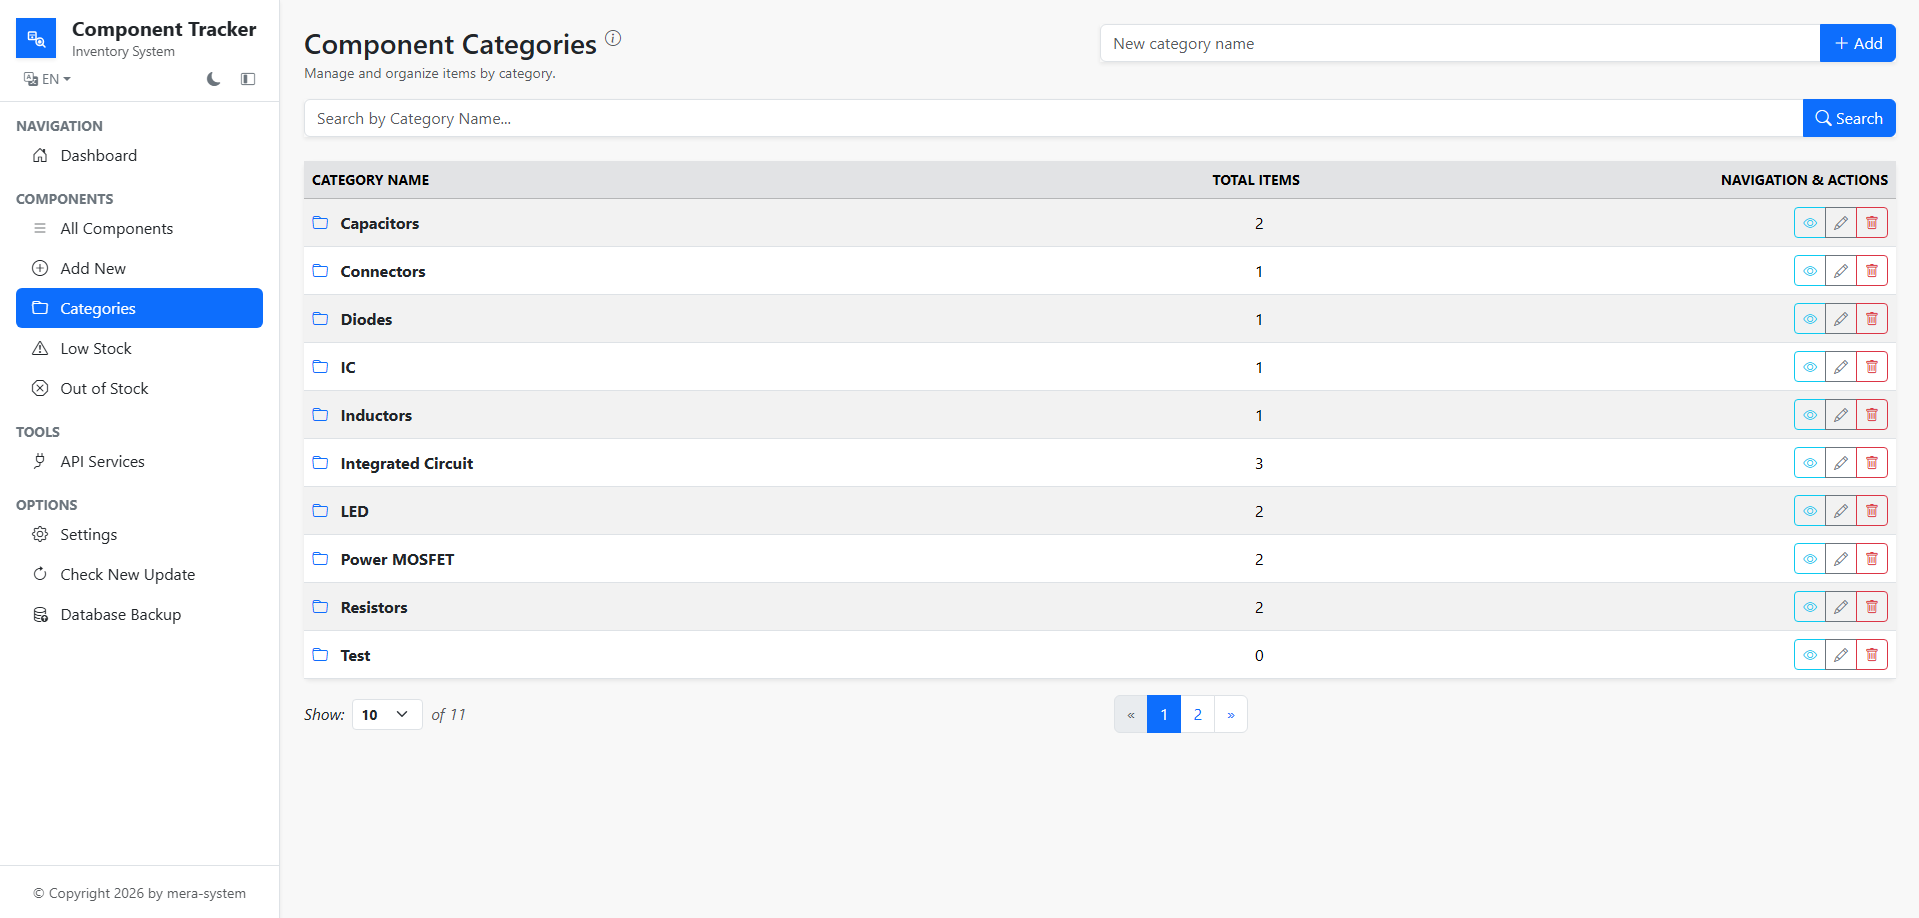 Component Tracker
Inventory System
EN
NAVIGATION
Dashboard
COMPONENTS
All Components
Add New
Categories
Low Stock
Out of Stock
TOOLS
API Services
OPTIONS
Settings
Check New Update
Database Backup
© Copyright 2026 by mera-system
Component Categories
Manage and organize items by category.
New category name
+ Add
Search by Category Name...
Search
CATEGORY NAME TOTAL ITEMS NAVIGATION & ACTIONS
Capacitors 2
Connectors 1
Diodes 1
IC 1
Inductors 1
Integrated Circuit 3
LED 2
Power MOSFET 2
Resistors 2
Test 0
Show: 10 of 11
« 1 2 »